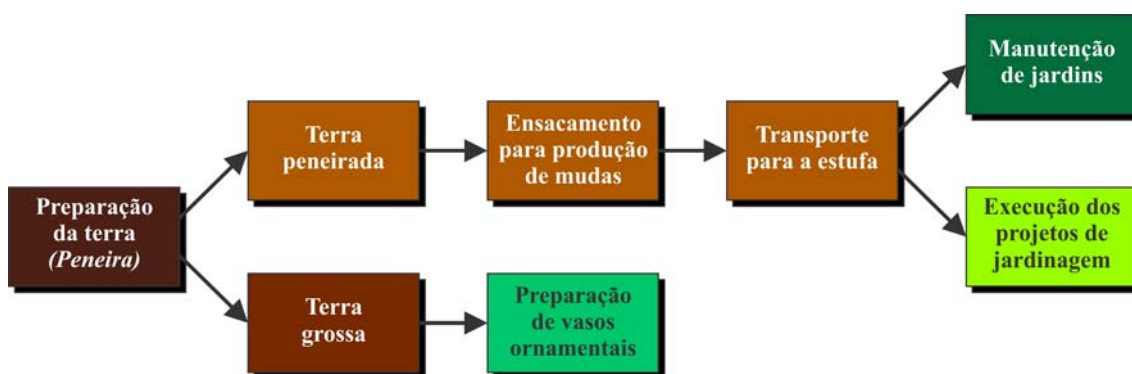 Preparação
da terra
(Peneira)
Terra
peneirada
Ensacamento
para produção
de mudas
Transporte
para a estufa
Manutenção
de jardins
Execução dos
projetos de
jardinagem
Terra
grossa
Preparação
de vasos
ornamentais